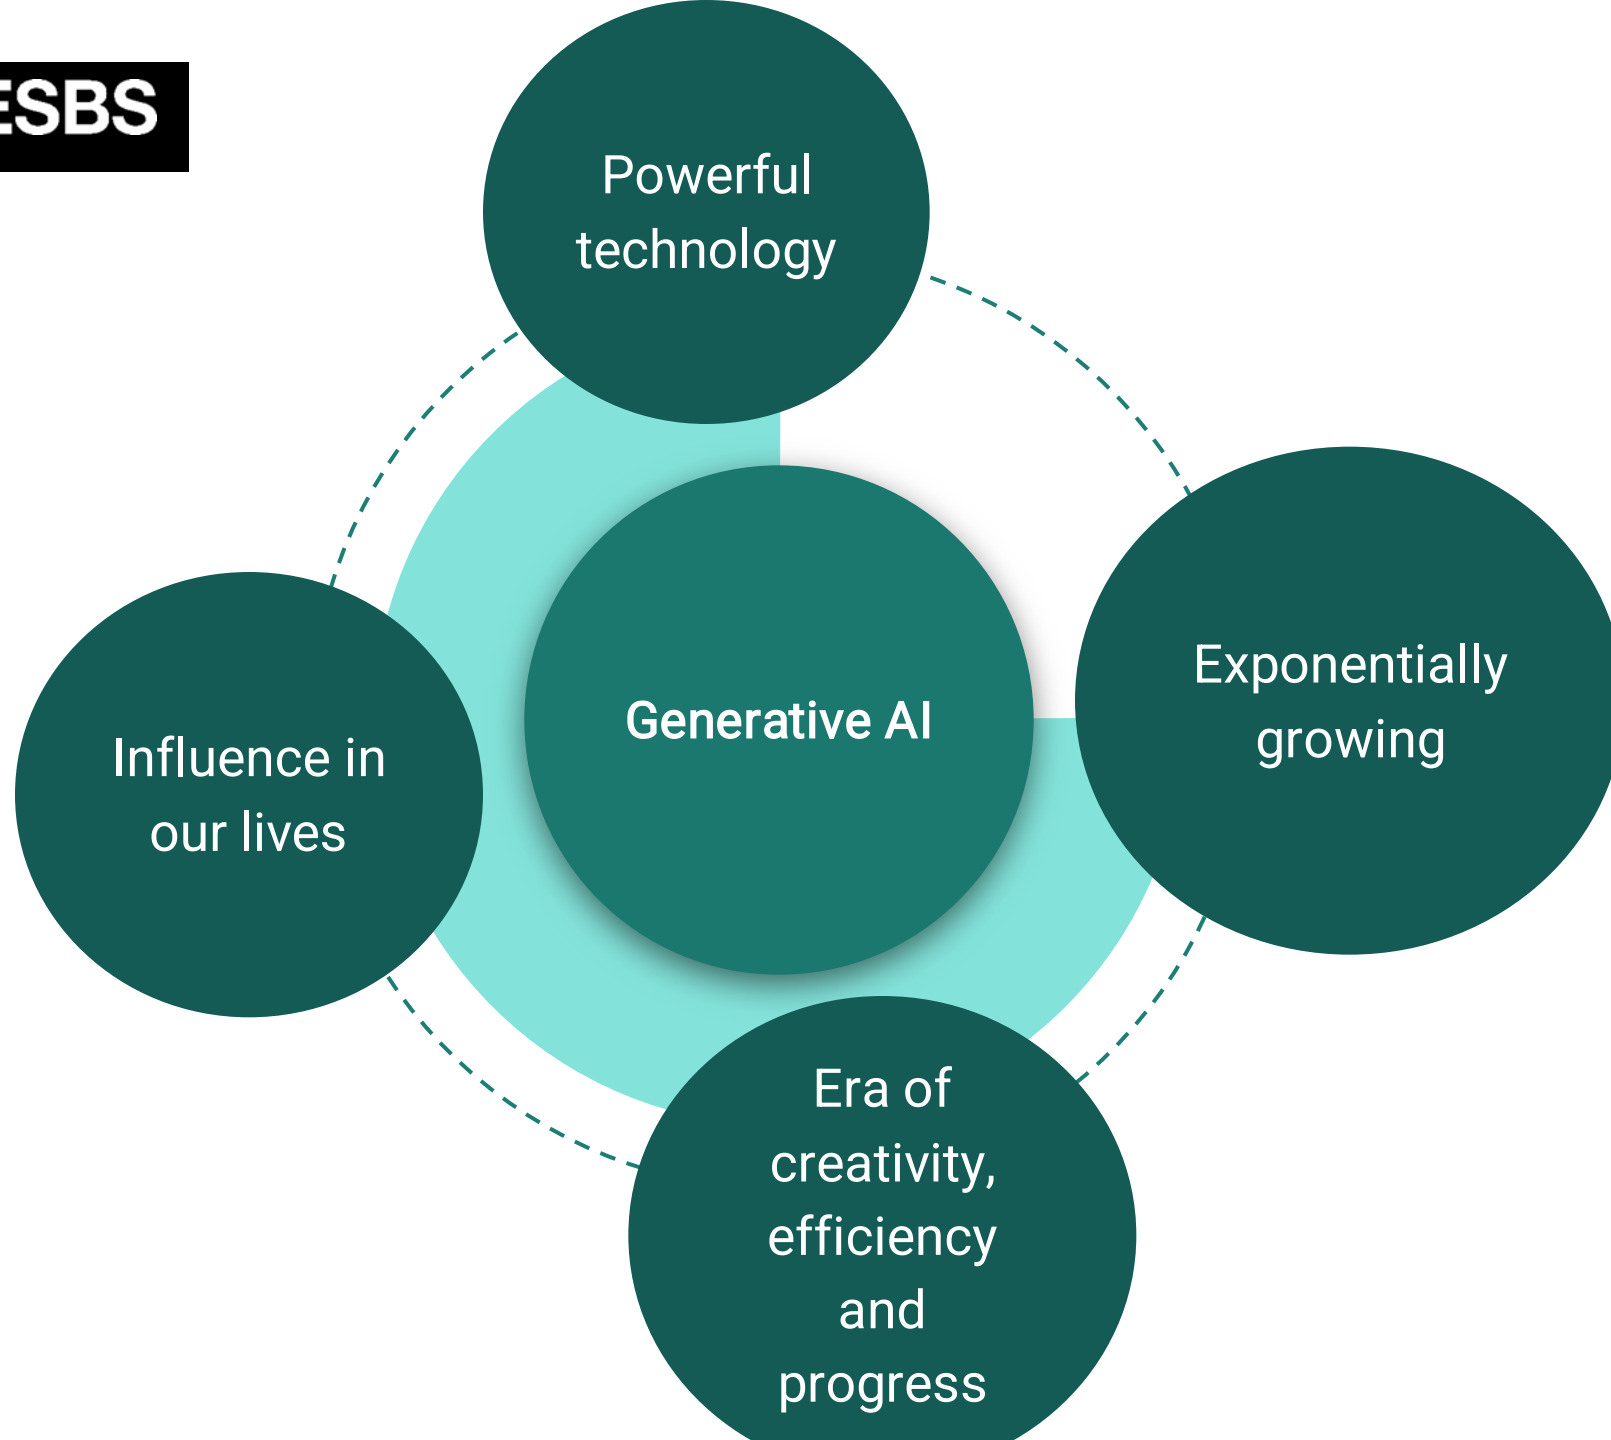 ESBS
Powerful
technology
Exponentially
growing
Generative AI
Influence in
our lives
Era of
creativity,
efficiency
and
progress